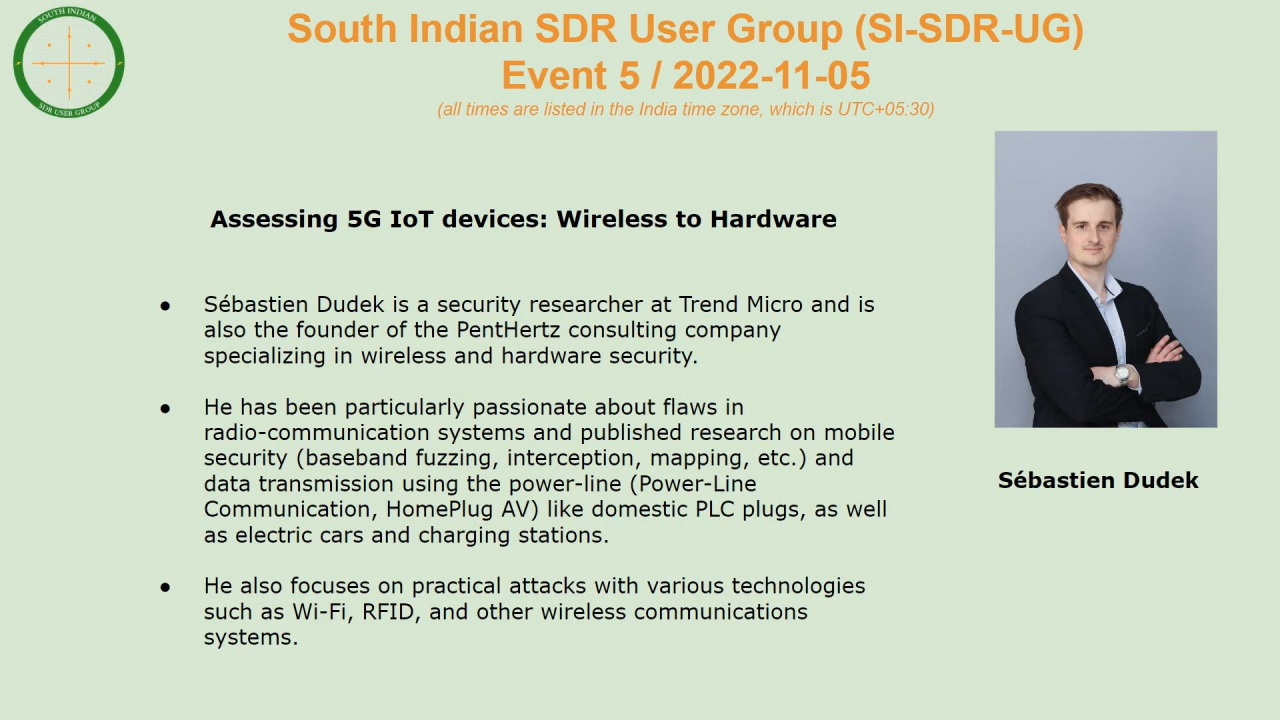 SOUTH INDIAN
SDR USER GROUP
South Indian SDR User Group (SI-SDR-UG)
Event 5 / 2022-11-05
(all times are listed in the India time zone, which is UTC+05:30)
Assessing 5G IoT devices: Wireless to Hardware
● Sébastien Dudek is a security researcher at Trend Micro and is
also the founder of the PentHertz consulting company
specializing in wireless and hardware security.
● He has been particularly passionate about flaws in
radio-communication systems and published research on mobile
security (baseband fuzzing, interception, mapping, etc.) and
data transmission using the power-line (Power-Line
Communication, HomePlug AV) like domestic PLC plugs, as well
as electric cars and charging stations.
● He also focuses on practical attacks with various technologies
such as Wi-Fi, RFID, and other wireless communications
systems.
Sébastien Dudek